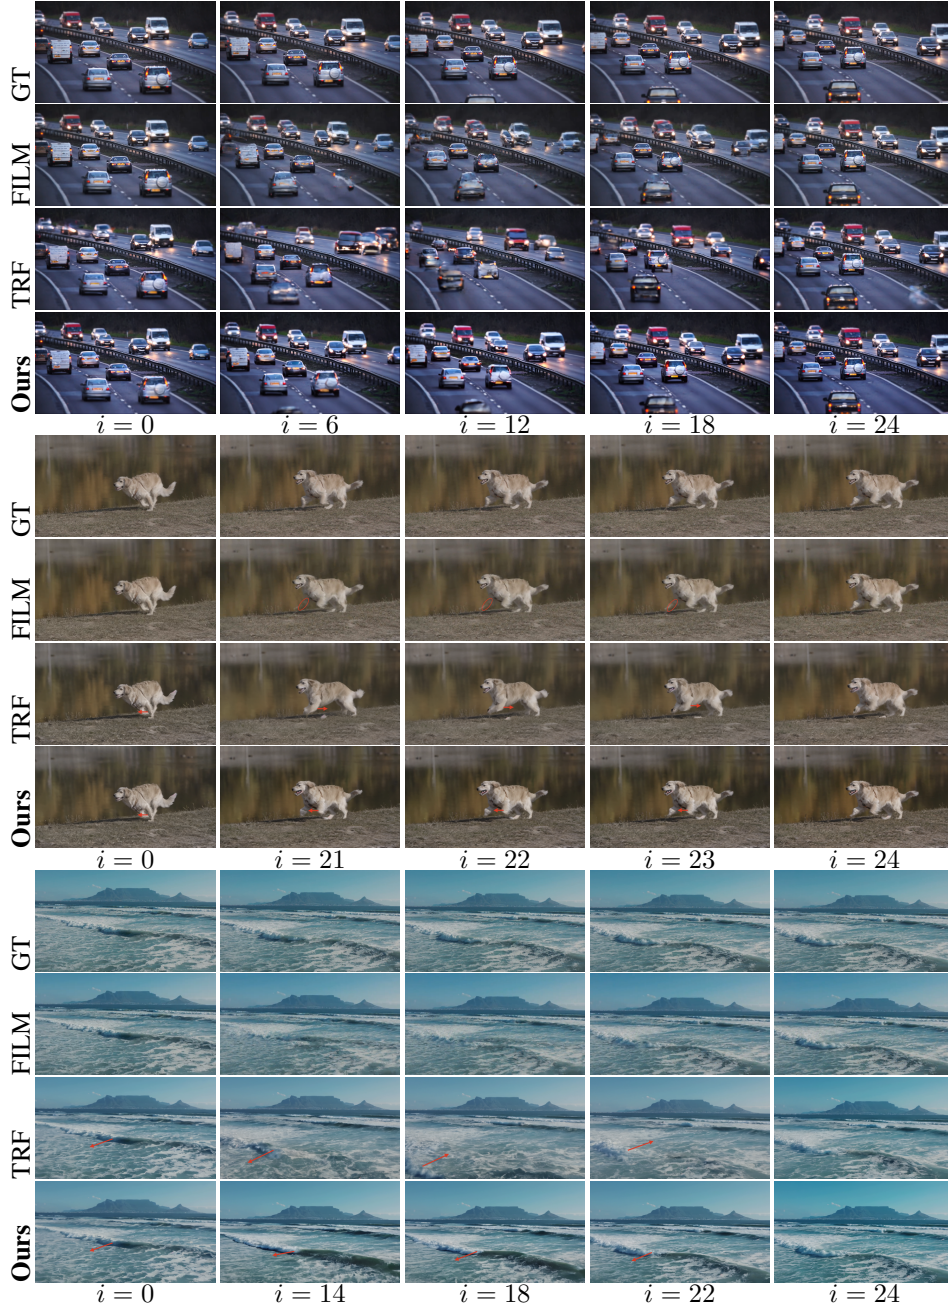 GT
FILM
TRF
Ours
i = 0 i = 6 i = 12 i = 18 i = 24
GT
FILM
TRF
Ours
i = 0 i = 21 i = 22 i = 23 i = 24
GT
FILM
TRF
Ours
i = 0 i = 14 i = 18 i = 22 i = 24